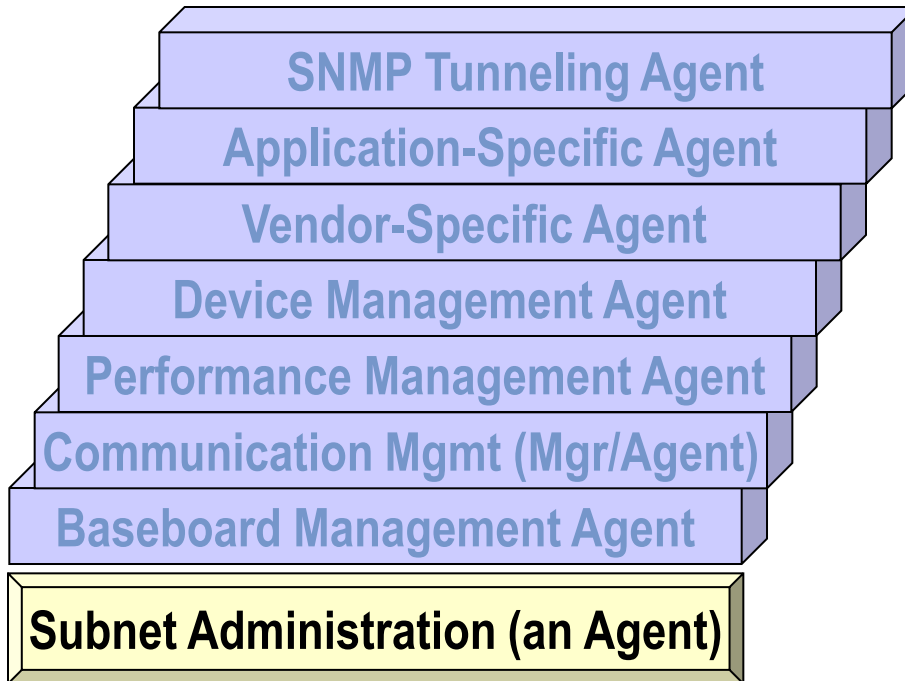 SNMP Tunneling Agent
Application-Specific Agent
Vendor-Specific Agent
Device Management Agent
Performance Management Agent
Communication Mgmt (Mgr/Agent)
Baseboard Management Agent
Subnet Administration (an Agent)